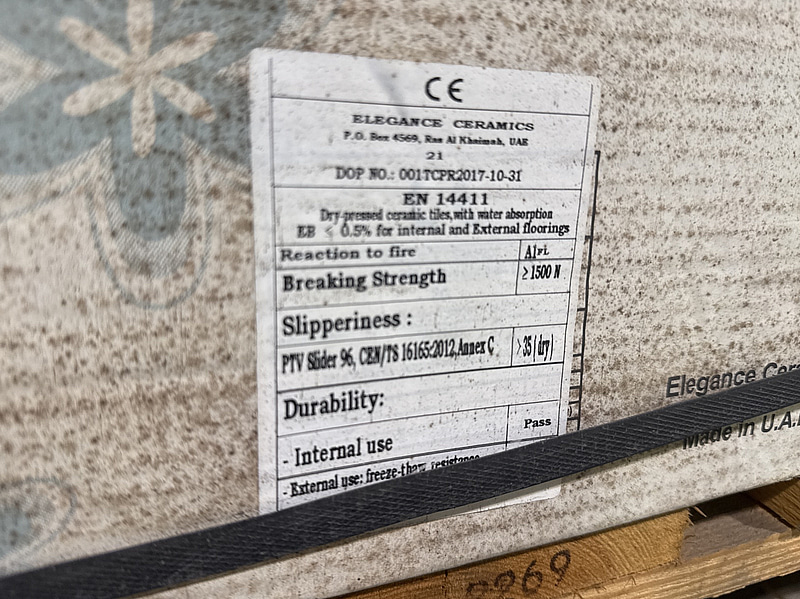 CE
ELEGANCE CERAMICS
P.O. Box 4569, Ras Al Khaimah, UAE
21
DOP NO.: 001TCPR2017-10-31
EN 14411
Dry-pressed ceramic tiles, with water absorption
EB < 0.5% for internal and External floorings
Reaction to fire A1FL
Breaking Strength ≥1500 N
Slipperiness :
PTV Slider 96, CEN/TS 16165:2012, Annex C >35 (dry)
Durability:
- Internal use Pass
- External use: freeze-thaw resistance
Elegance Cer
Made in U.A.